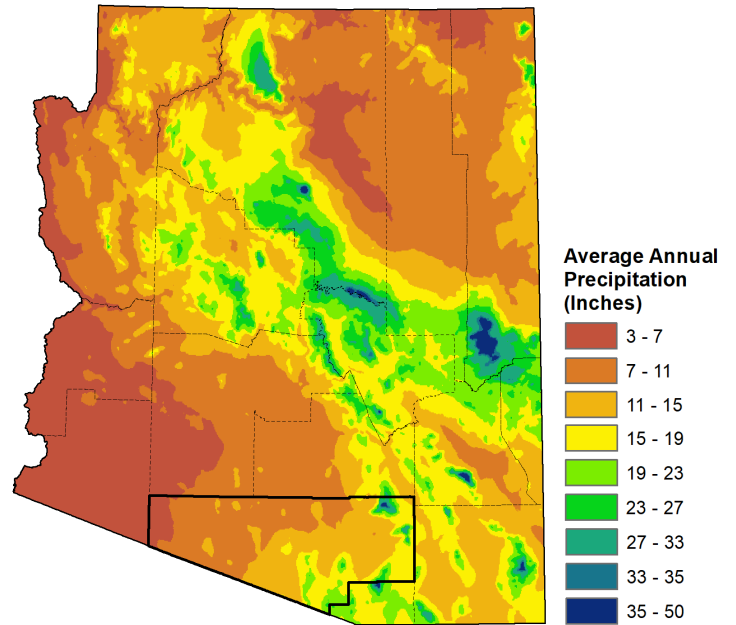 Average Annual
Precipitation
(Inches)
3 - 7
7 - 11
11 - 15
15 - 19
19 - 23
23 - 27
27 - 33
33 - 35
35 - 50